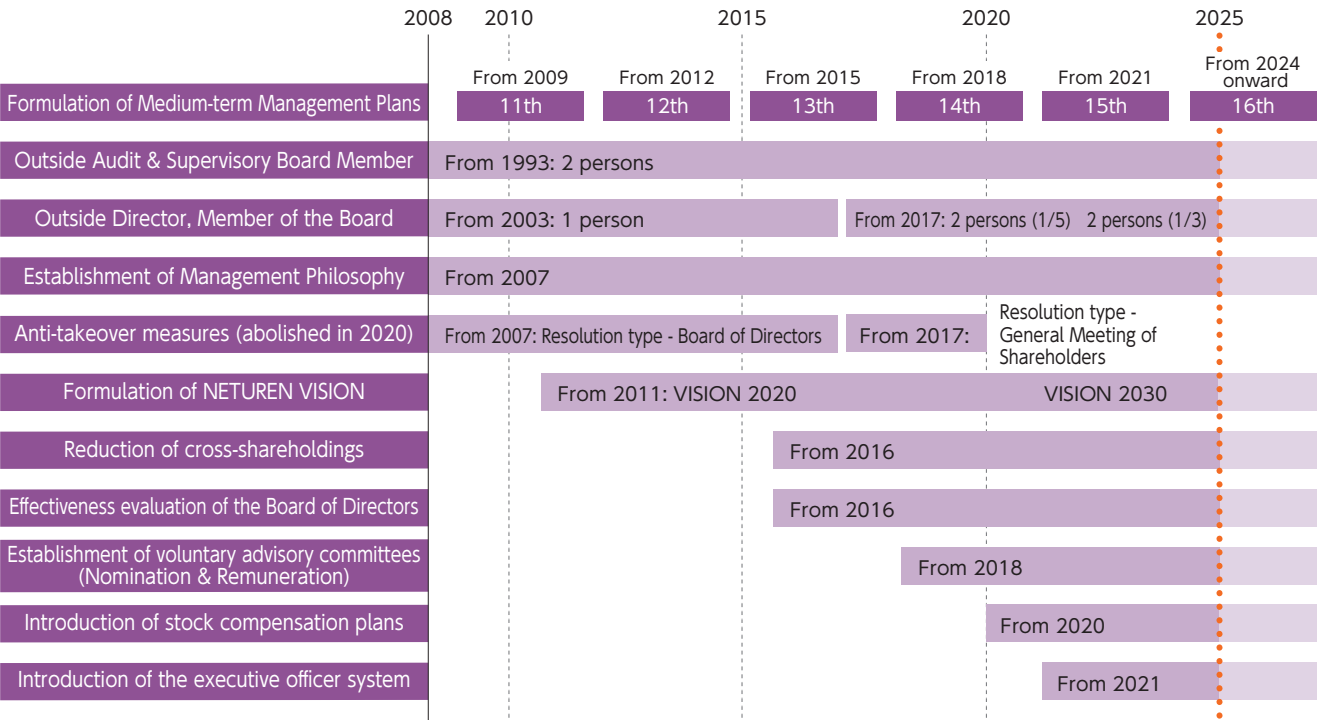 2008 2010 2015 2020 2025
From 2009 From 2012 From 2015 From 2018 From 2021 From 2024
onward
Formulation of Medium-term Management Plans 11th 12th 13th 14th 15th 16th
Outside Audit & Supervisory Board Member From 1993: 2 persons
Outside Director, Member of the Board From 2003: 1 person From 2017: 2 persons (1/5) 2 persons (1/3)
Establishment of Management Philosophy From 2007
Anti-takeover measures (abolished in 2020) From 2007: Resolution type - Board of Directors From 2017:
Resolution type -
General Meeting of
Shareholders
Formulation of NETUREN VISION From 2011: VISION 2020 VISION 2030
Reduction of cross-shareholdings From 2016
Effectiveness evaluation of the Board of Directors From 2016
Establishment of voluntary advisory committees
(Nomination & Remuneration) From 2018
Introduction of stock compensation plans From 2020
Introduction of the executive officer system From 2021